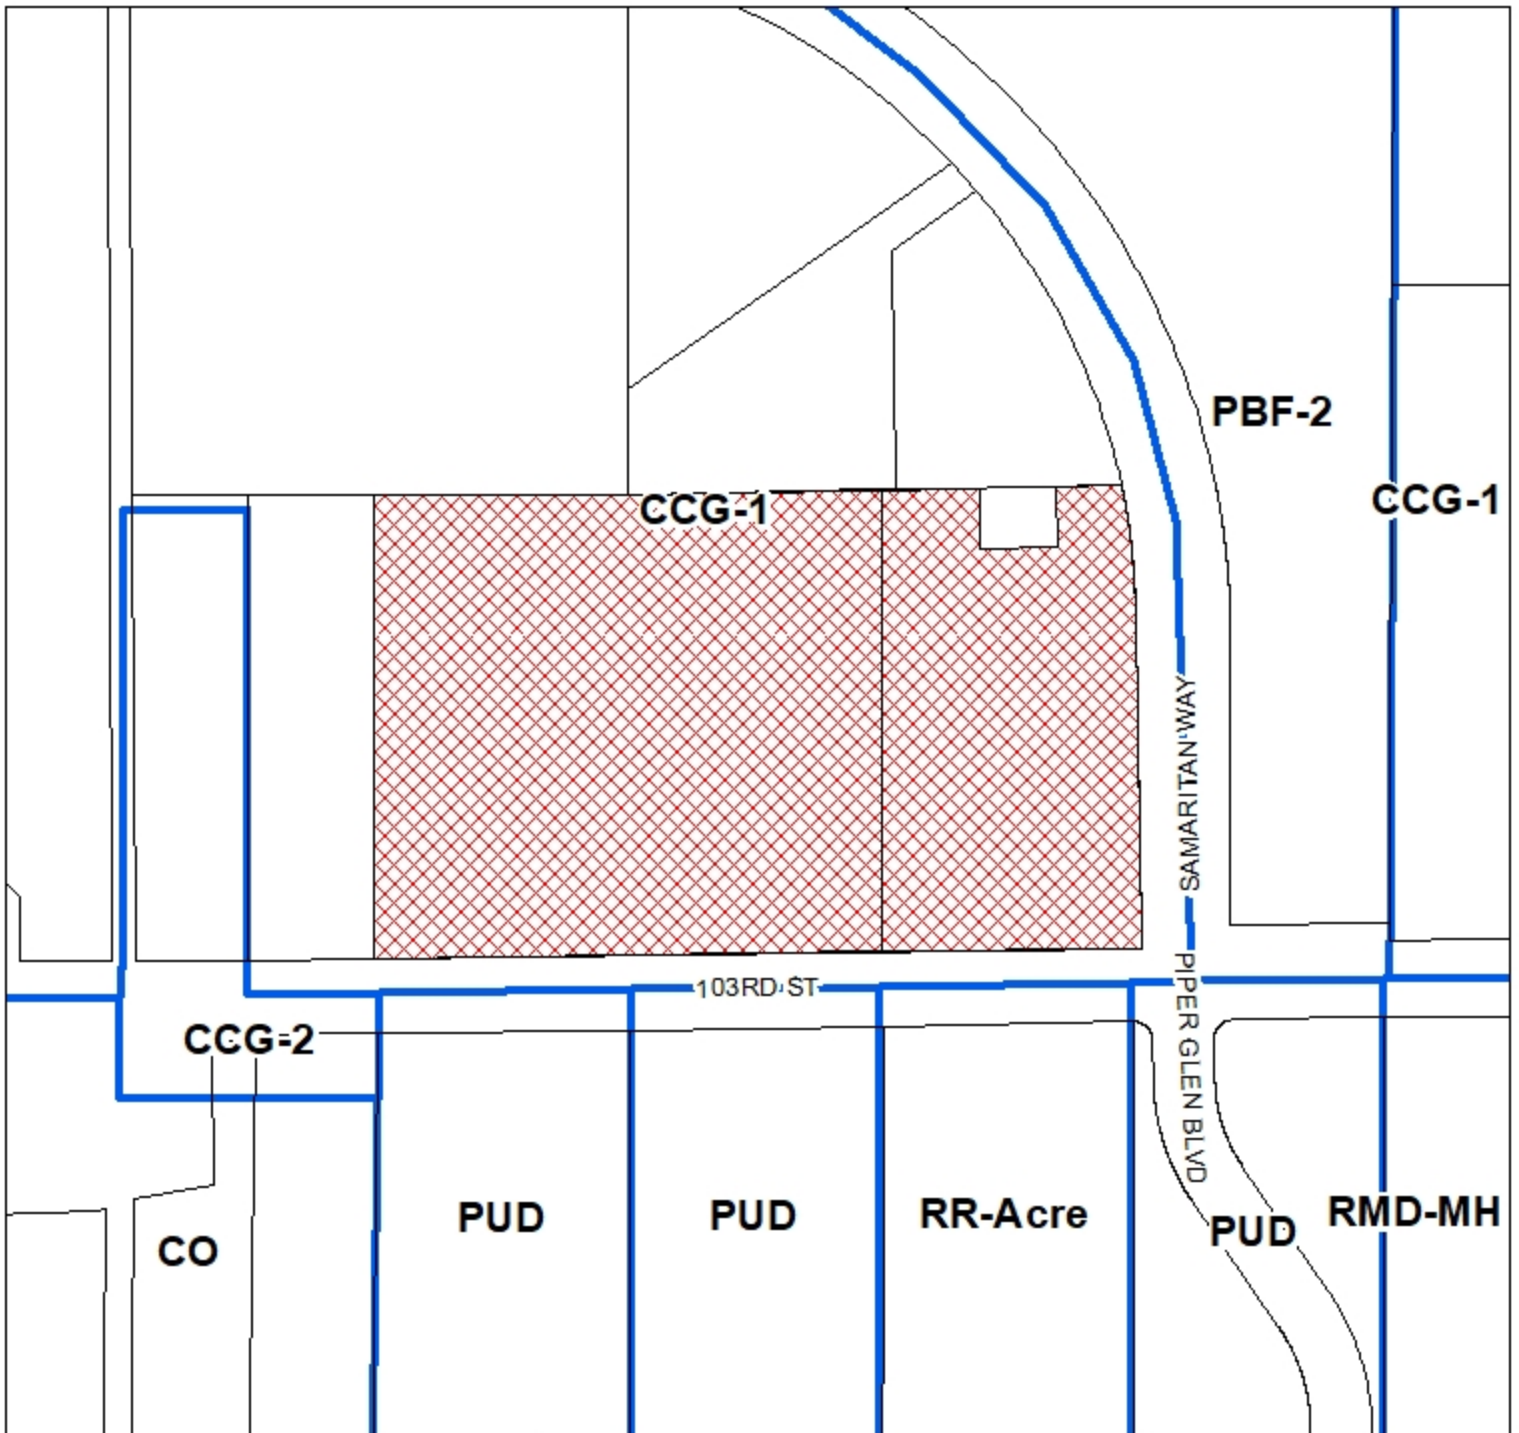 PBF-2
CCG-1
CCG-1
SAMARITAN WAY
103RD ST
PIPER GLEN BLVD
CCG-2
PUD
PUD
RR-Acre
PUD
RMD-MH
CO